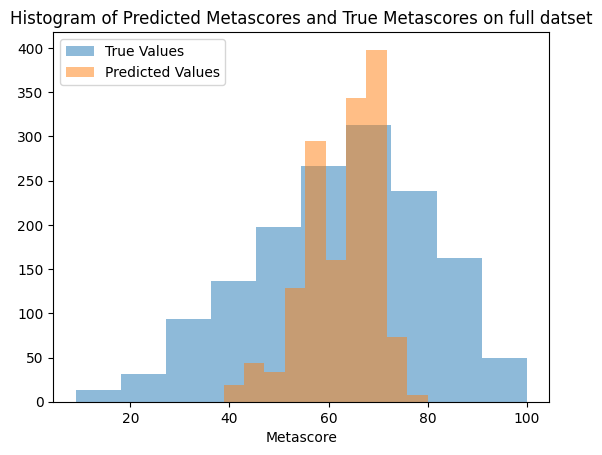 Histogram of Predicted Metascores and True Metascores on full datset
True Values
Predicted Values
400
350
300
250
200
150
100
50
0
20 40 60 80 100
Metascore